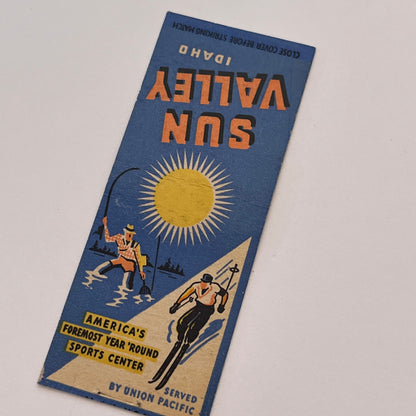 CLOSE COVER BEFORE STRIKING MATCH
IDAHO
SUN
VALLEY
AMERICA'S
FOREMOST YEAR 'ROUND
SPORTS CENTER
SERVED
BY UNION PACIFIC